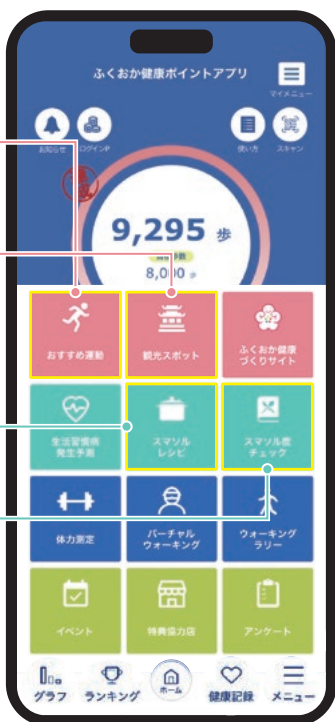 ふくおか健康ポイントアプリ
マイメニュー
お知らせ
ログインP
使い方
スキャン
9,295 歩
8,000 歩
おすすめ運動
観光スポット
ふくおか健康
づくりサイト
生活習慣病
発生予測
スマソル
レシピ
スマソル度
チェック
体力測定
バーチャル
ウォーキング
ウォーキング
ラリー
イベント
特典協力店
アンケート
グラフ
ランキング
ホーム
健康記録
メニュー